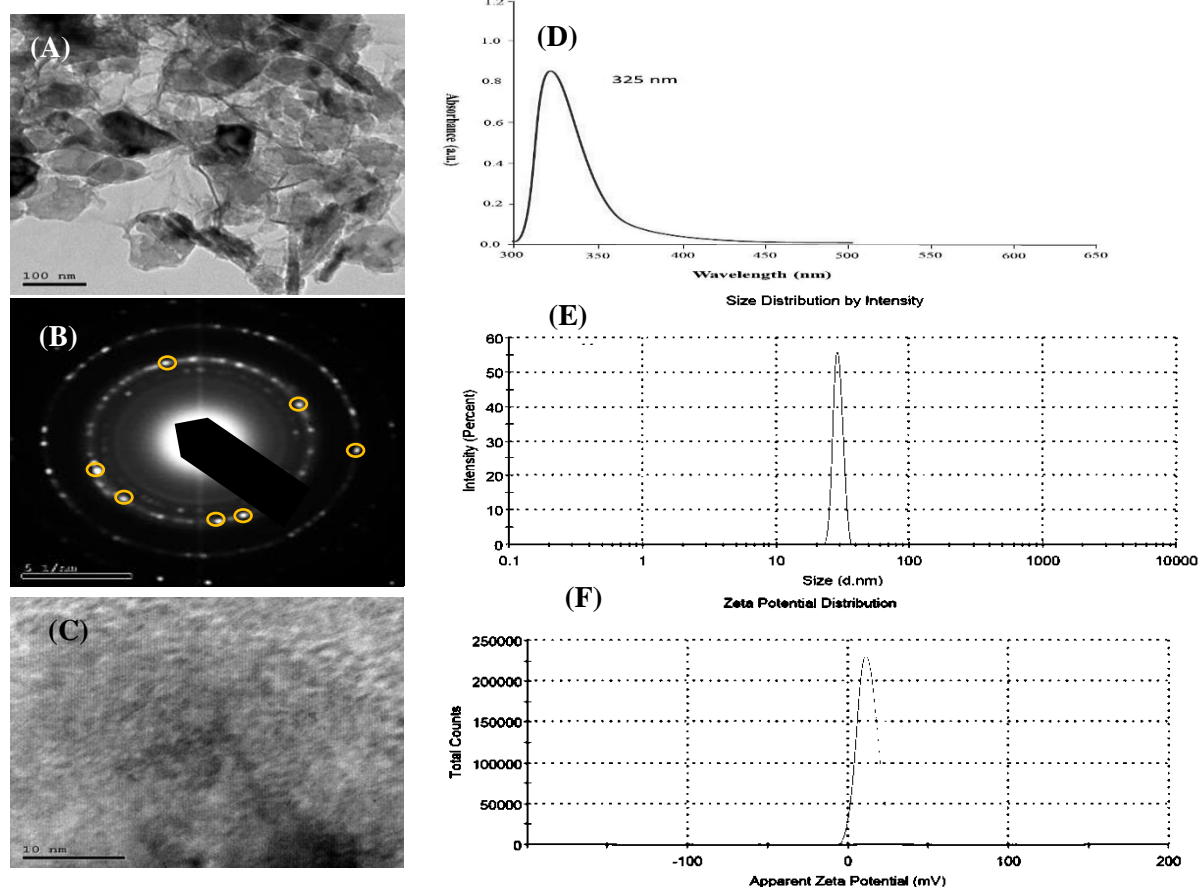 (A)
100 nm
(B)
5 1/nm
(C)
10 nm
(D)
325 nm
1.2
1.0
0.8
0.6
0.4
0.2
0.0
Absorbance (a.u.)
300 350 400 450 500 550 600 650
Wavelength (nm)
Size Distribution by Intensity
(E)
60
50
40
30
20
10
0
Intensity (Percent)
0.1 1 10 100 1000 10000
Size (d.nm)
(F)
Zeta Potential Distribution
250000
200000
150000
100000
50000
0
Total Counts
-100 0 100 200
Apparent Zeta Potential (mV)